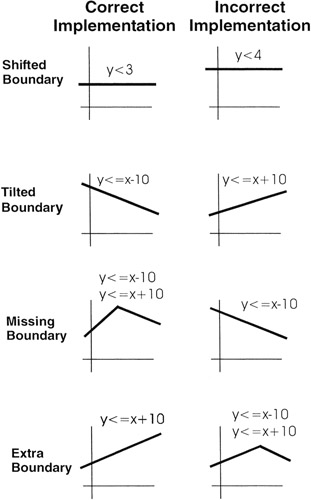 Correct
Implementation
Incorrect
Implementation
Shifted
Boundary
y<3
y<4
Tilted
Boundary
y<=x-10
y<=x+10
Missing
Boundary
y<=x-10
y<=x+10
y<=x-10
Extra
Boundary
y<=x+10
y<=x-10
y<=x+10